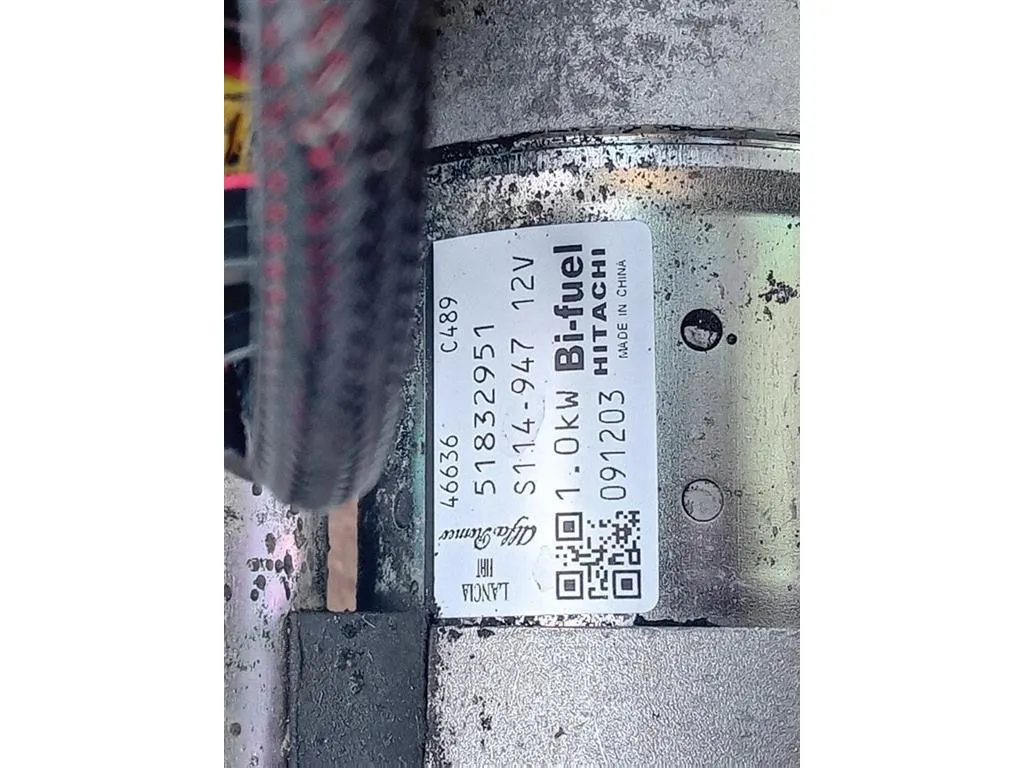 46636 C489
51832951
S114-947 12V
1.0kW Bi-fuel
091203 HITACHI
MADE IN CHINA
LANCIA FIAT Alfa Romeo